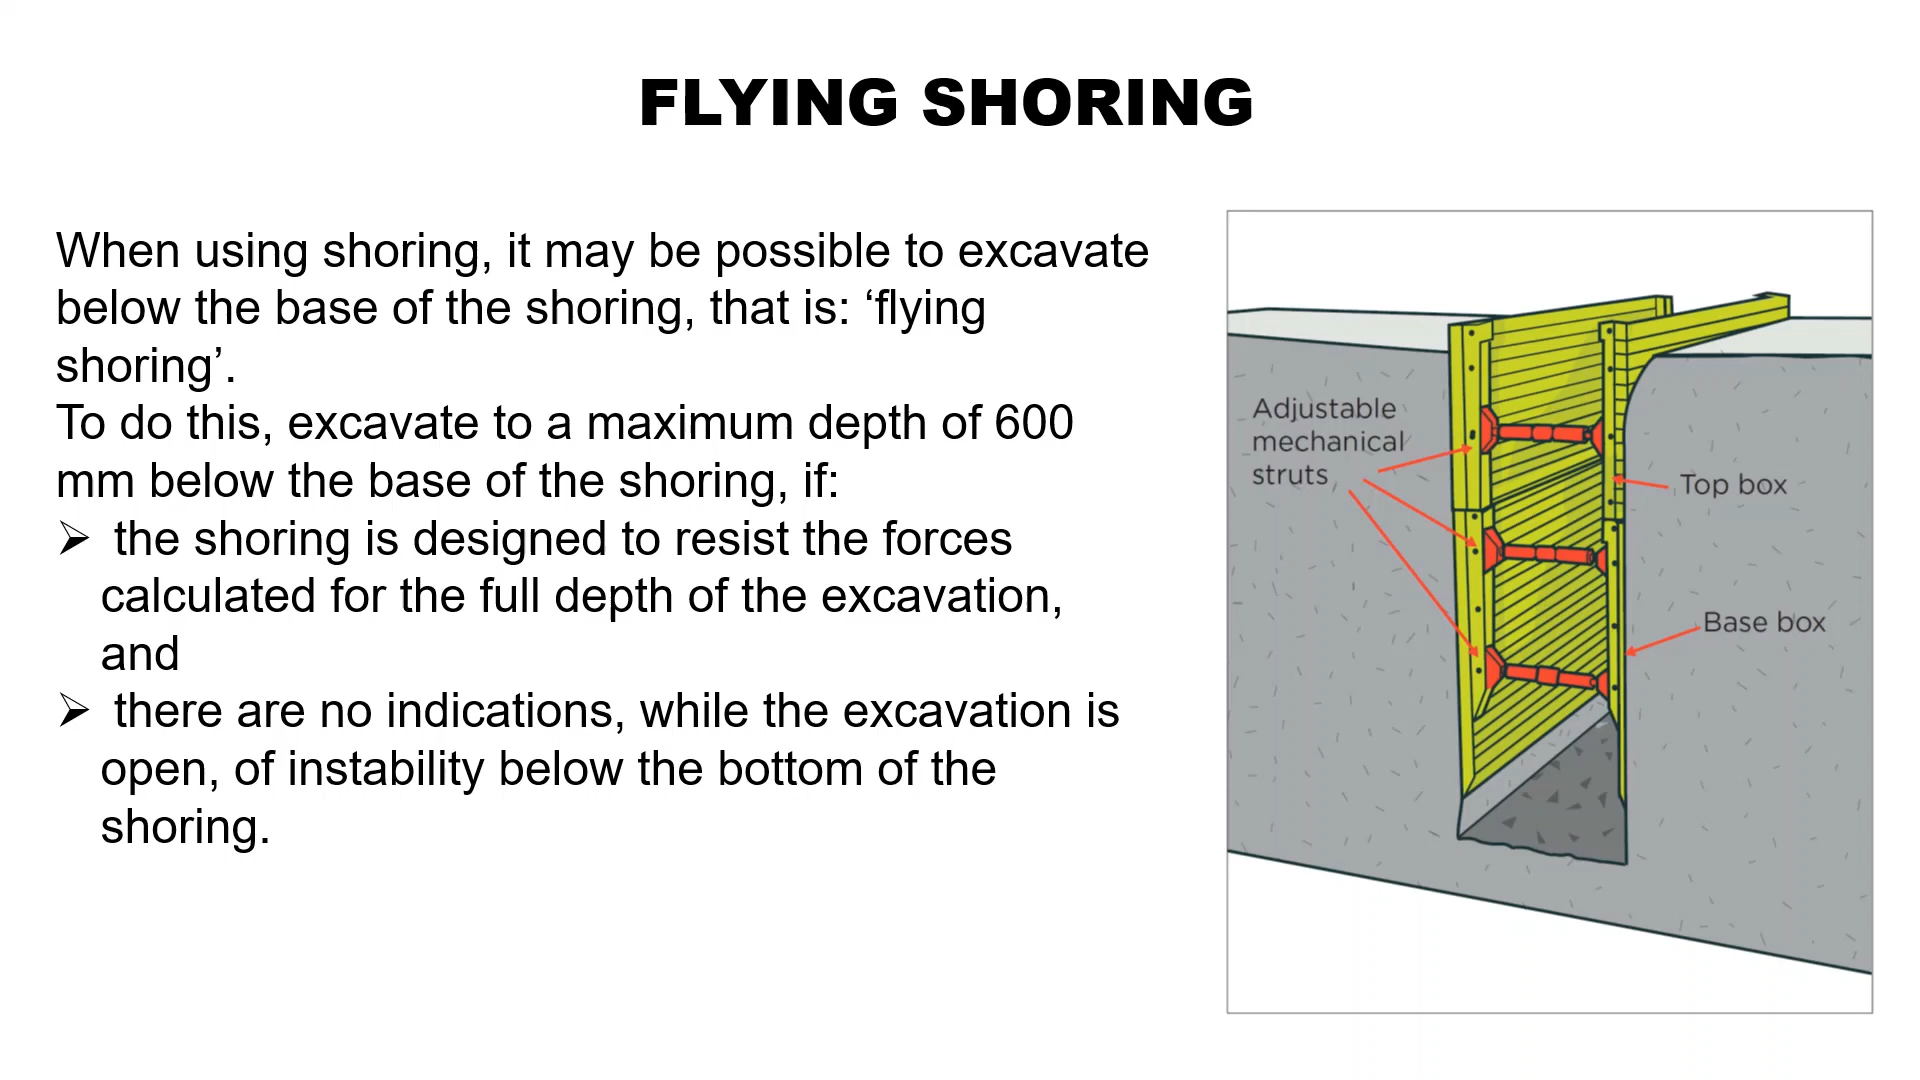 FLYING SHORING
When using shoring, it may be possible to excavate
below the base of the shoring, that is: ‘flying
shoring’.
To do this, excavate to a maximum depth of 600
mm below the base of the shoring, if:
➢ the shoring is designed to resist the forces
calculated for the full depth of the excavation,
and
➢ there are no indications, while the excavation is
open, of instability below the bottom of the
shoring.
Adjustable
mechanical
struts
Top box
Base box